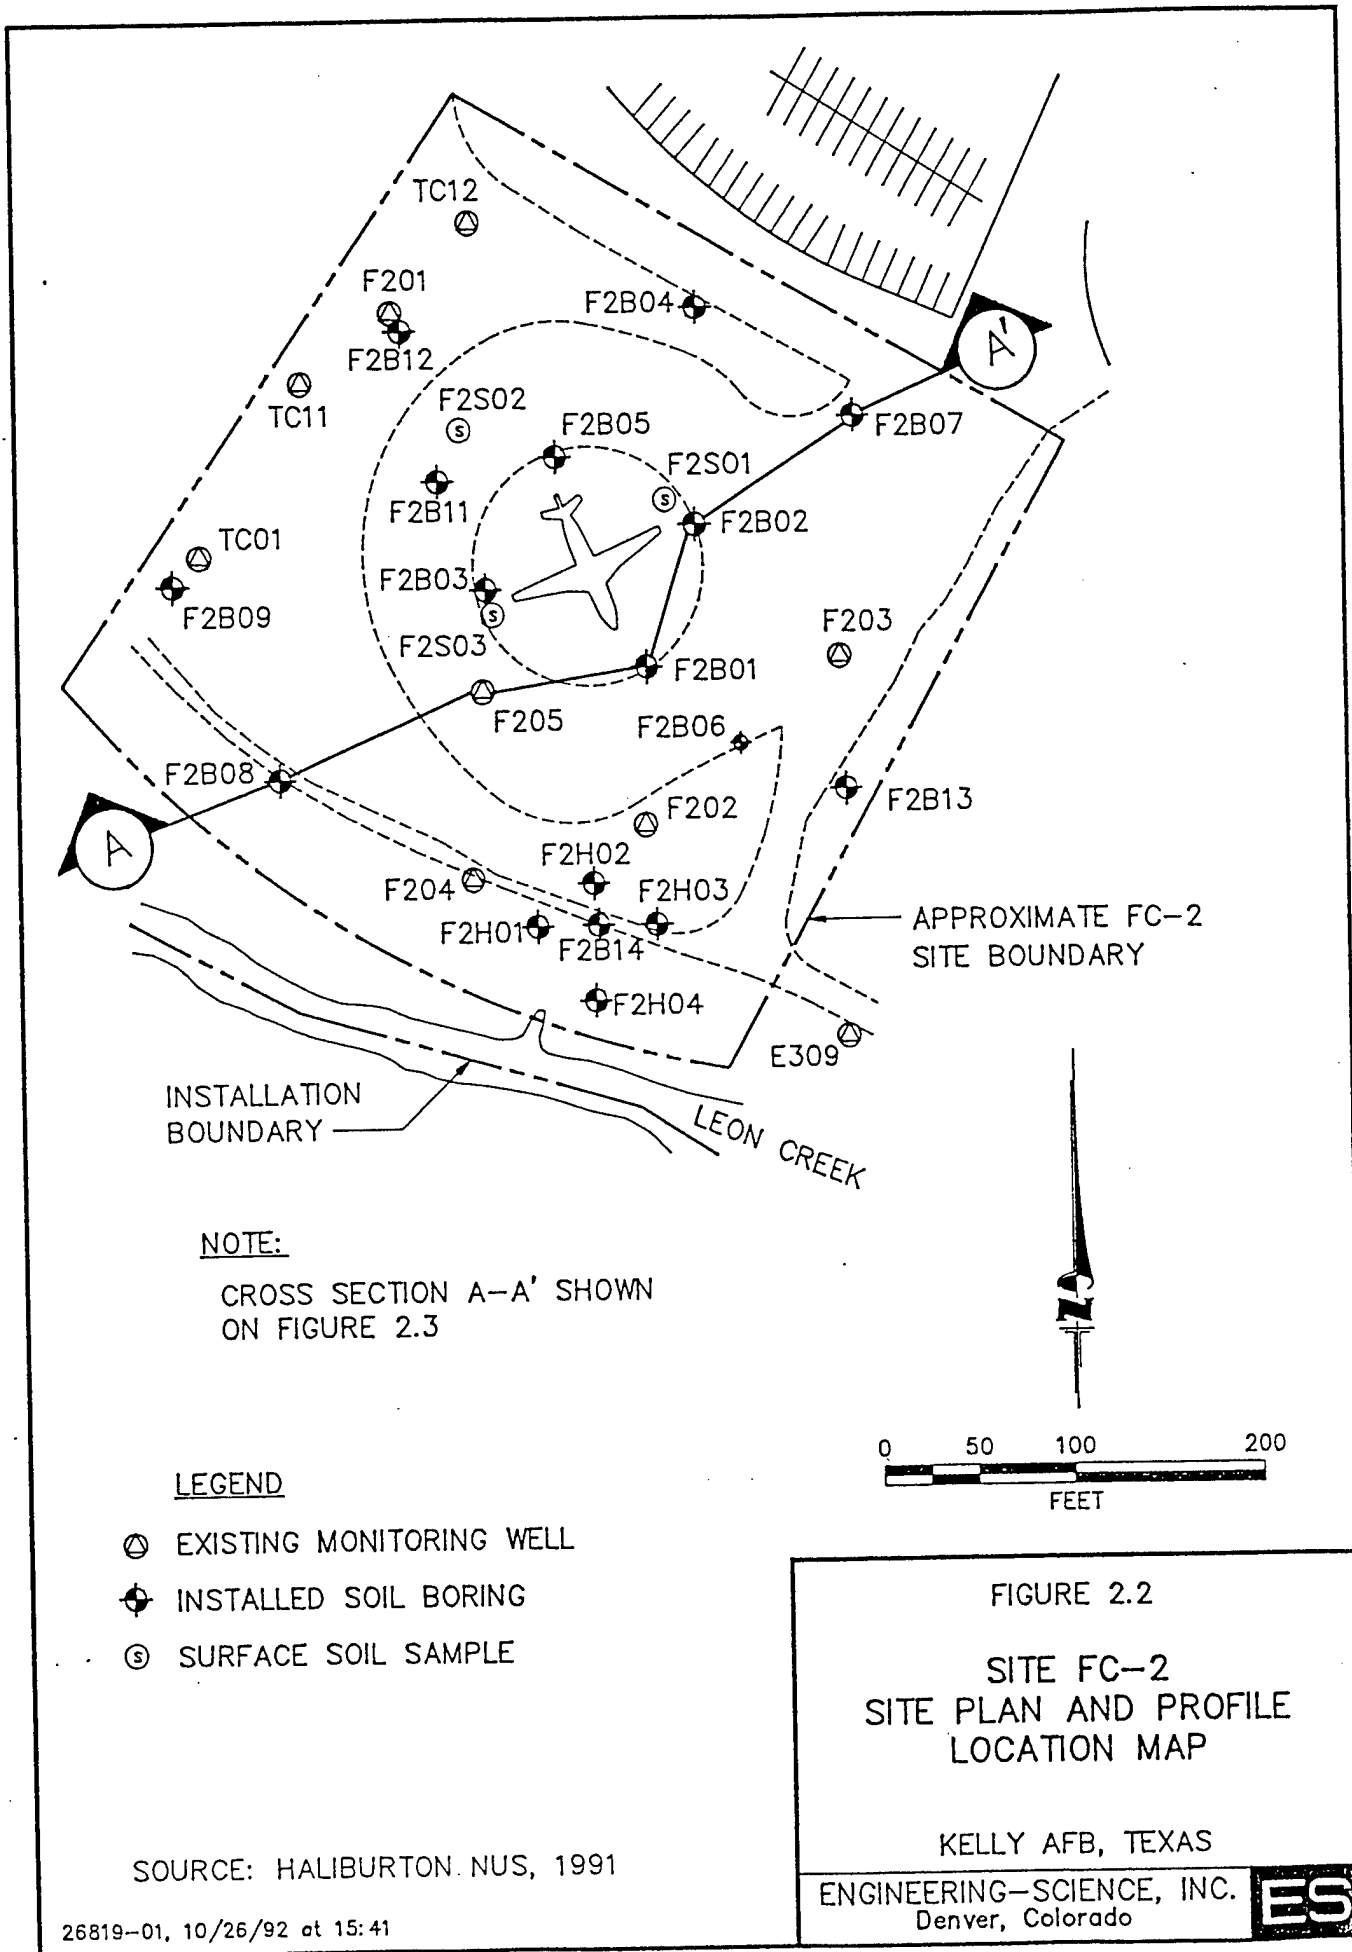 TC12
F201
F2B04
A'
F2B12
TC11
F2S02
F2B05
F2B07
F2S01
F2B11
F2B02
TC01
F2B03
F2B09
F2S03
F203
F2B01
F205
F2B06
F2B08
F2B13
A
F202
F2H02
F204
F2H03
F2H01
F2B14
APPROXIMATE FC-2
SITE BOUNDARY
F2H04
E309
INSTALLATION
BOUNDARY
LEON CREEK
NOTE:
CROSS SECTION A-A' SHOWN
ON FIGURE 2.3
N
0 50 100 200
FEET
LEGEND
EXISTING MONITORING WELL
INSTALLED SOIL BORING
S SURFACE SOIL SAMPLE
FIGURE 2.2
SITE FC-2
SITE PLAN AND PROFILE
LOCATION MAP
KELLY AFB, TEXAS
SOURCE: HALIBURTON NUS, 1991
ENGINEERING-SCIENCE, INC.
Denver, Colorado
ES
26819-01, 10/26/92 at 15:41